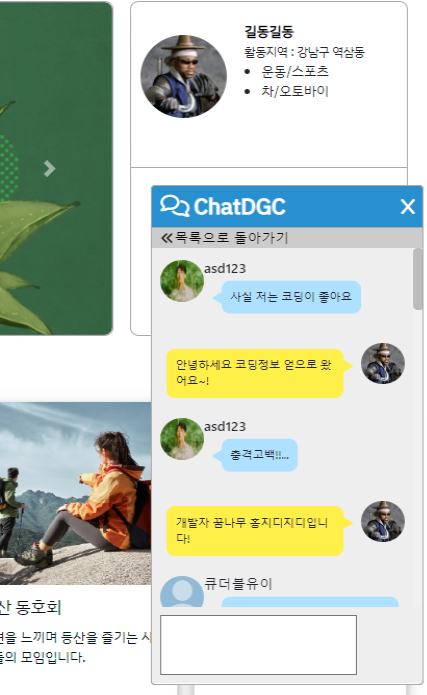 길동길동
활동지역 : 강남구 역삼동
운동/스포츠
차/오토바이
ChatDGC
X
목록으로 돌아가기
asd123
사실 저는 코딩이 좋아요
안녕하세요 코딩정보 얻으로 왔
어요~!
asd123
충격고백!!...
개발자 꿈나무 홍지디지디입니
다!
큐더블유이
산 동호회
연을 느끼며 등산을 즐기는 사
들의 모임입니다.